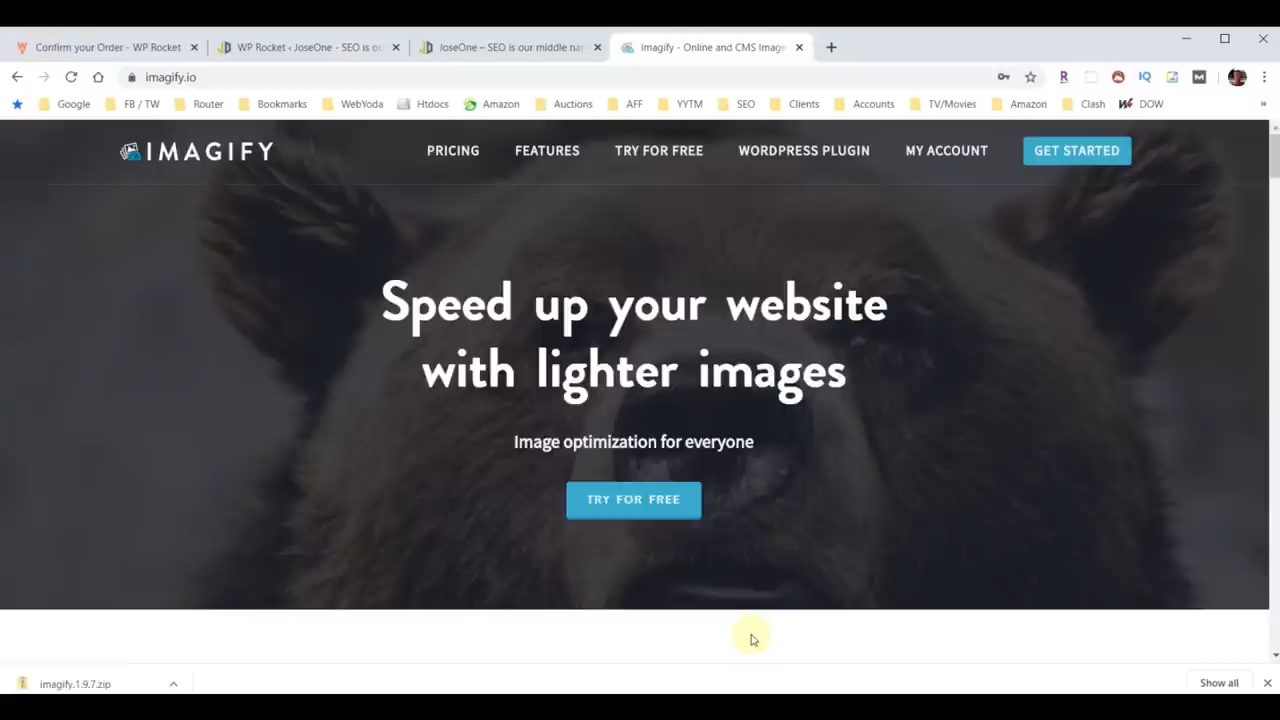 Confirm your Order - WP Rocket
WP Rocket ‹ JoseOne - SEO is ou
JoseOne – SEO is our middle na
Imagify - Online and CMS Image
imagify.io
Google
FB / TW
Router
Bookmarks
WebYoda
Htdocs
Amazon
Auctions
AFF
YYTM
SEO
Clients
Accounts
TV/Movies
Amazon
Clash
DOW
»
IMAGIFY
PRICING
FEATURES
TRY FOR FREE
WORDPRESS PLUGIN
MY ACCOUNT
GET STARTED
Speed up your website
with lighter images
Image optimization for everyone
TRY FOR FREE
imagify.1.9.7.zip
Show all